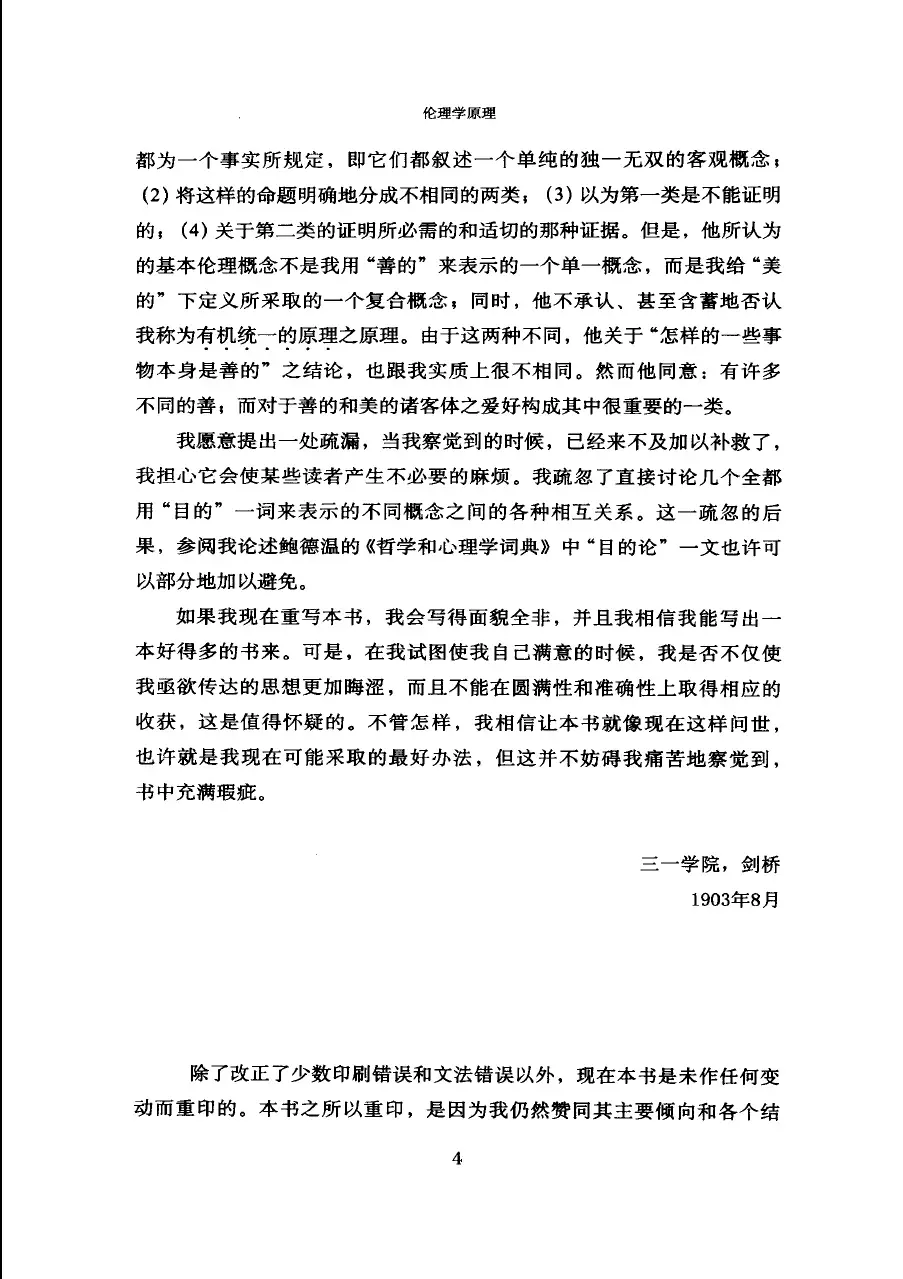 伦理学原理
都为一个事实所规定，即它们都叙述一个单纯的独一无双的客观概念；
（2）将这样的命题明确地分成不相同的两类；（3）以为第一类是不能证明
的；（4）关于第二类的证明所必需的和适切的那种证据。但是，他所认为
的基本伦理概念不是我用“善的”来表示的一个单一概念，而是我给“美
的”下定义所采取的一个复合概念；同时，他不承认、甚至含蓄地否认
我称为有机统一的原理之原理。由于这两种不同，他关于“怎样的一些事
物本身是善的”之结论，也跟我实质上很不相同。然而他同意：有许多
不同的善；而对于善的和美的诸客体之爱好构成其中很重要的一类。
我愿意提出一处疏漏，当我察觉到的时候，已经来不及加以补救了，
我担心它会使某些读者产生不必要的麻烦。我疏忽了直接讨论几个全都
用“目的”一词来表示的不同概念之间的各种相互关系。这一疏忽的后
果，参阅我论述鲍德温的《哲学和心理学词典》中“目的论”一文也许可
以部分地加以避免。
如果我现在重写本书，我会写得面貌全非，并且我相信我能写出一
本好得多的书来。可是，在我试图使我自己满意的时候，我是否不仅使
我亟欲传达的思想更加晦涩，而且不能在圆满性和准确性上取得相应的
收获，这是值得怀疑的。不管怎样，我相信让本书就像现在这样问世，
也许就是我现在可能采取的最好办法，但这并不妨碍我痛苦地察觉到，
书中充满瑕疵。
三一学院，剑桥
1903年8月
除了改正了少数印刷错误和文法错误以外，现在本书是未作任何变
动而重印的。本书之所以重印，是因为我仍然赞同其主要倾向和各个结
4